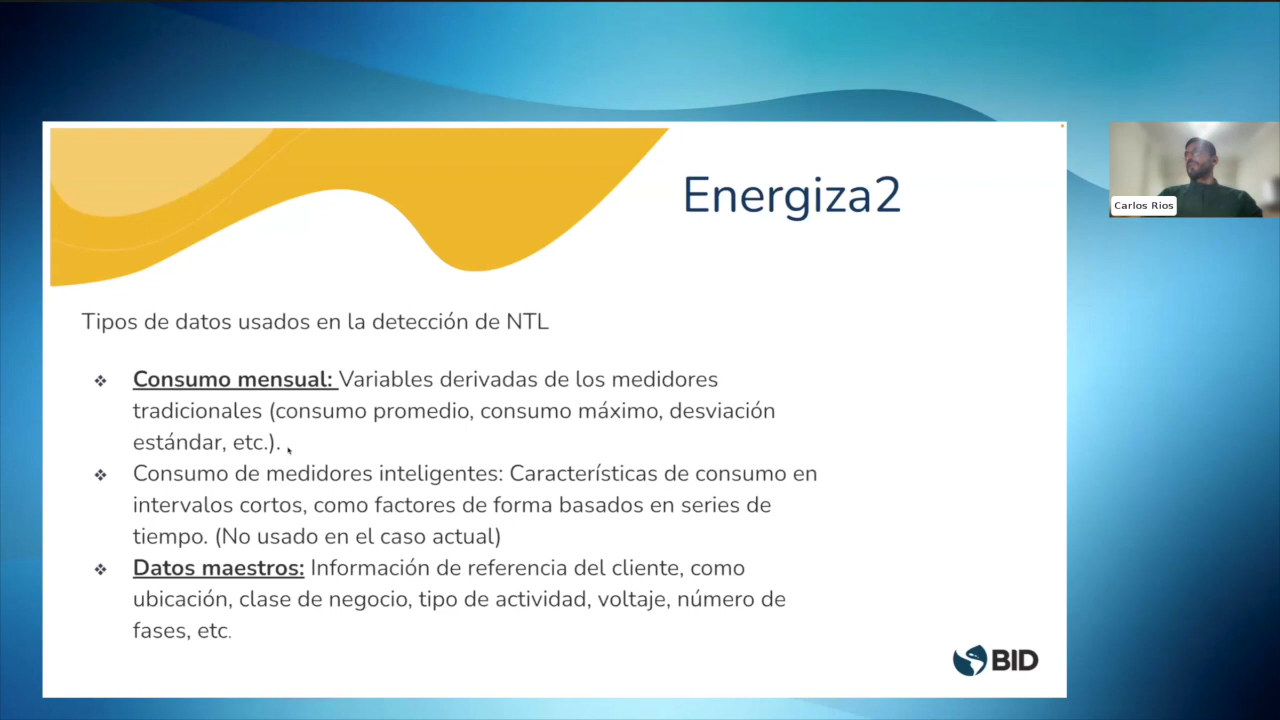 Energiza2
Carlos Rios
Tipos de datos usados en la detección de NTL
❖ Consumo mensual: Variables derivadas de los medidores
tradicionales (consumo promedio, consumo máximo, desviación
estándar, etc.).
❖ Consumo de medidores inteligentes: Características de consumo en
intervalos cortos, como factores de forma basados en series de
tiempo. (No usado en el caso actual)
❖ Datos maestros: Información de referencia del cliente, como
ubicación, clase de negocio, tipo de actividad, voltaje, número de
fases, etc.
BID